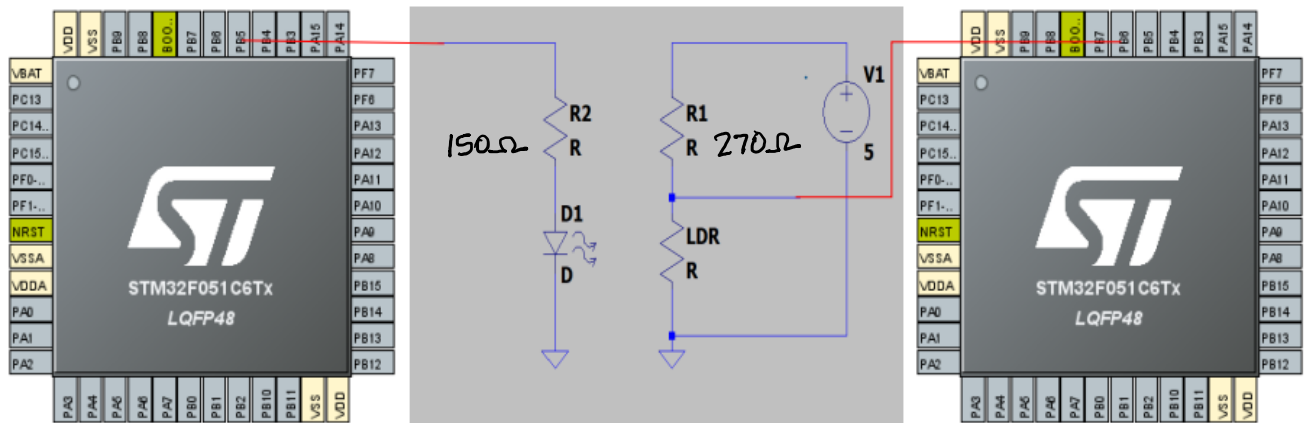 VDD VSS PB9 PB8 BOO.. PB7 PB6 PB5 PB4 PB3 PA15 PA14
VBAT PF7
PC13 PF6
PC14.. PA13
PC15.. PA12
PF0-.. PA11
PF1-.. PA10
NRST PA9
VSSA PA8
VDDA PB15
PA0 PB14
PA1 PB13
PA2 PB12
STM32F051C6Tx
LQFP48
PA3 PA4 PA5 PA6 PA7 PB0 PB1 PB2 PB10 PB11 VSS VDD
150Ω
R2
R
D1
D
R1
R
270Ω
LDR
R
V1
5
VDD VSS PB9 PB8 BOO.. PB7 PB6 PB5 PB4 PB3 PA15 PA14
VBAT PF7
PC13 PF6
PC14.. PA13
PC15.. PA12
PF0-.. PA11
PF1-.. PA10
NRST PA9
VSSA PA8
VDDA PB15
PA0 PB14
PA1 PB13
PA2 PB12
STM32F051C6Tx
LQFP48
PA3 PA4 PA5 PA6 PA7 PB0 PB1 PB2 PB10 PB11 VSS VDD